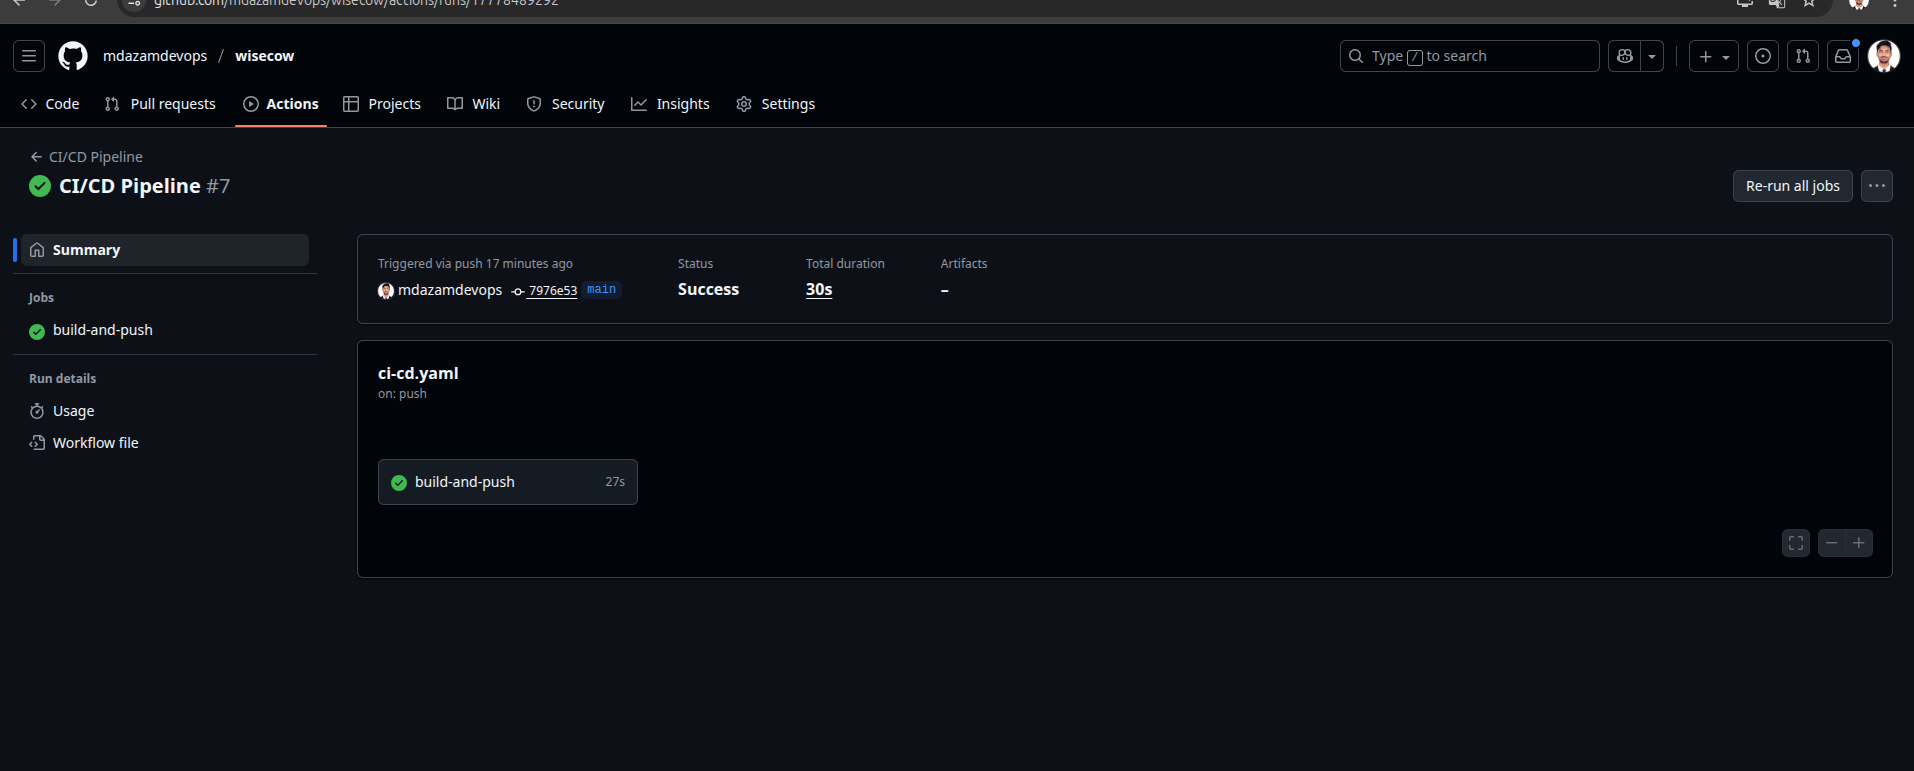 github.com/mdazamdevops/wisecow/actions/runs/17778489292
mdazamdevops / wisecow
Type / to search
Code
Pull requests
Actions
Projects
Wiki
Security
Insights
Settings
CI/CD Pipeline
CI/CD Pipeline #7
Re-run all jobs
Summary
Jobs
build-and-push
Run details
Usage
Workflow file
Triggered via push 17 minutes ago
mdazamdevops 7976e53 main
Status
Success
Total duration
30s
Artifacts
–
ci-cd.yaml
on: push
build-and-push 27s